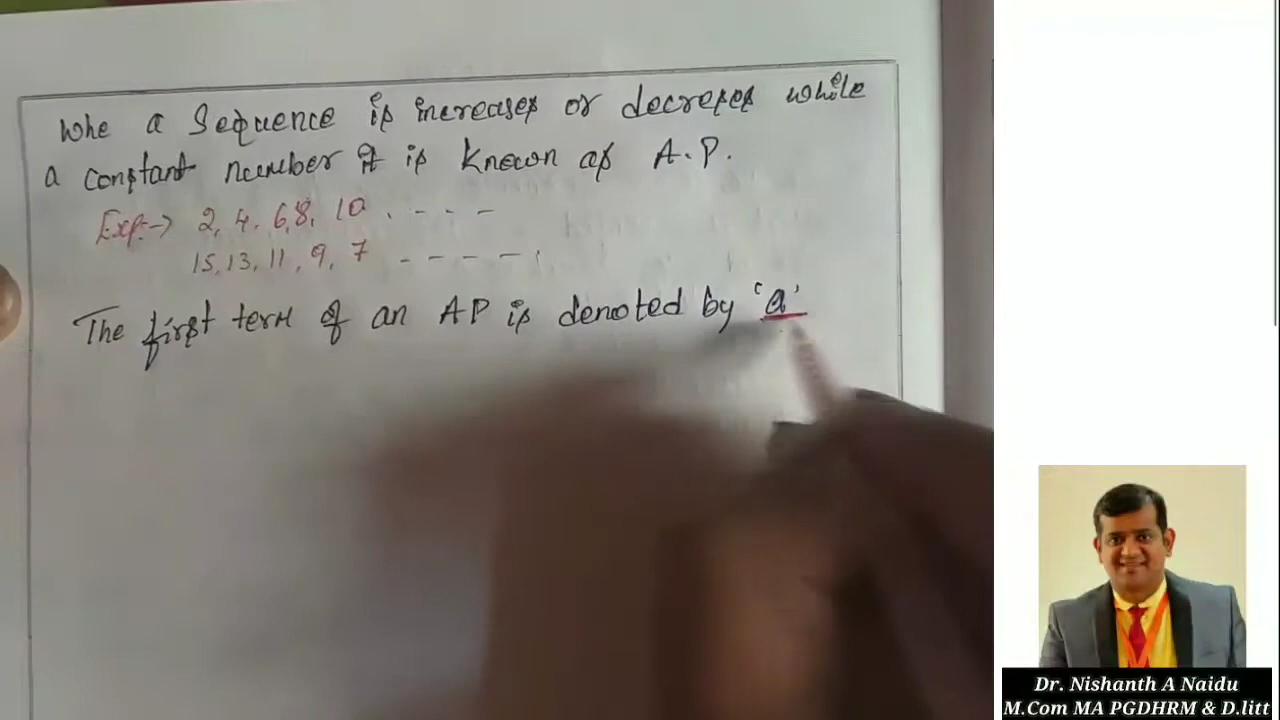 Whe a Sequence is increases or decreses while
a constant number it is known as A.P.
Exp:-> 2, 4, 6, 8, 10, - - - -
15, 13, 11, 9, 7 - - - - - .
The first term of an AP is denoted by 'a'
Dr. Nishanth A Naidu
M.Com MA PGDHRM & D.litt